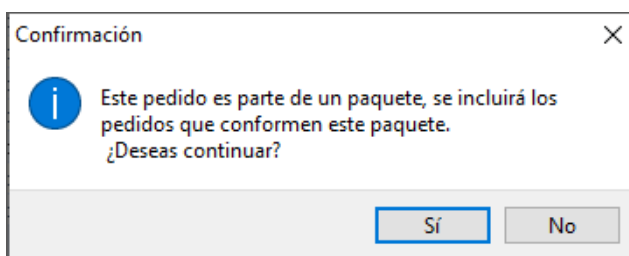 Confirmación
Este pedido es parte de un paquete, se incluirá los
pedidos que conformen este paquete.
¿Deseas continuar?
Sí
No